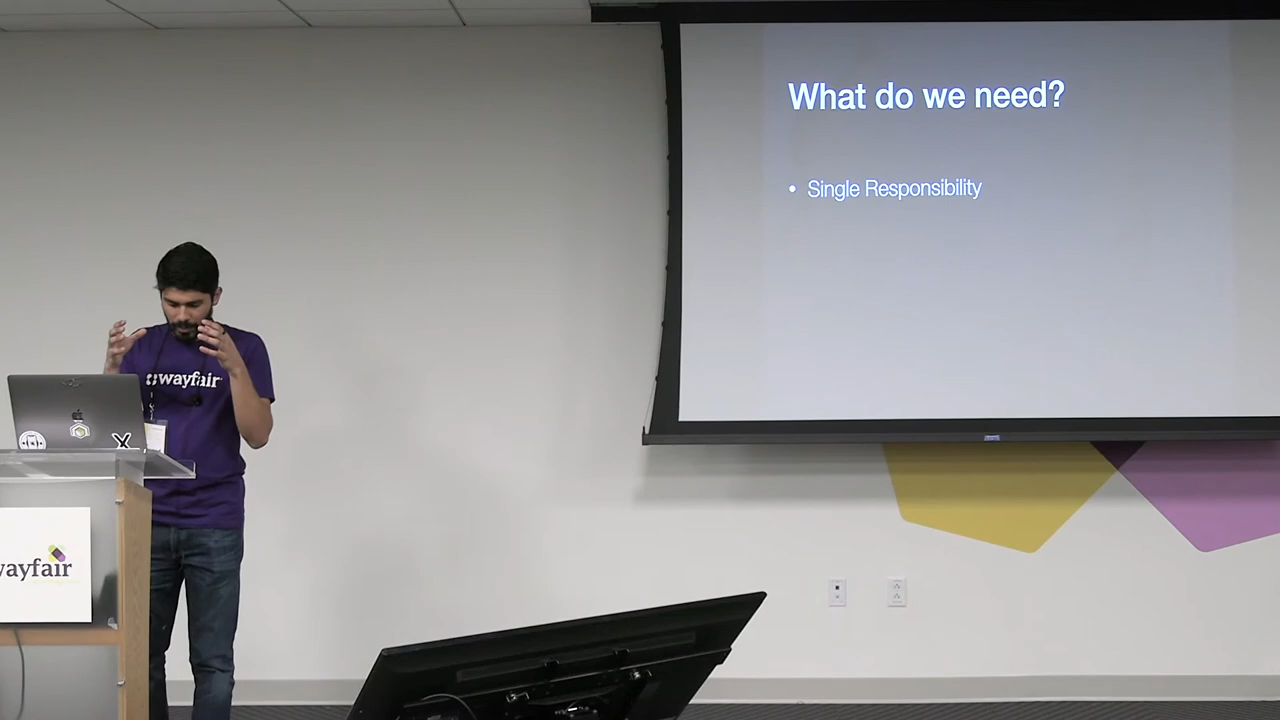 What do we need?
• Single Responsibility
wayfair
X
wayfair